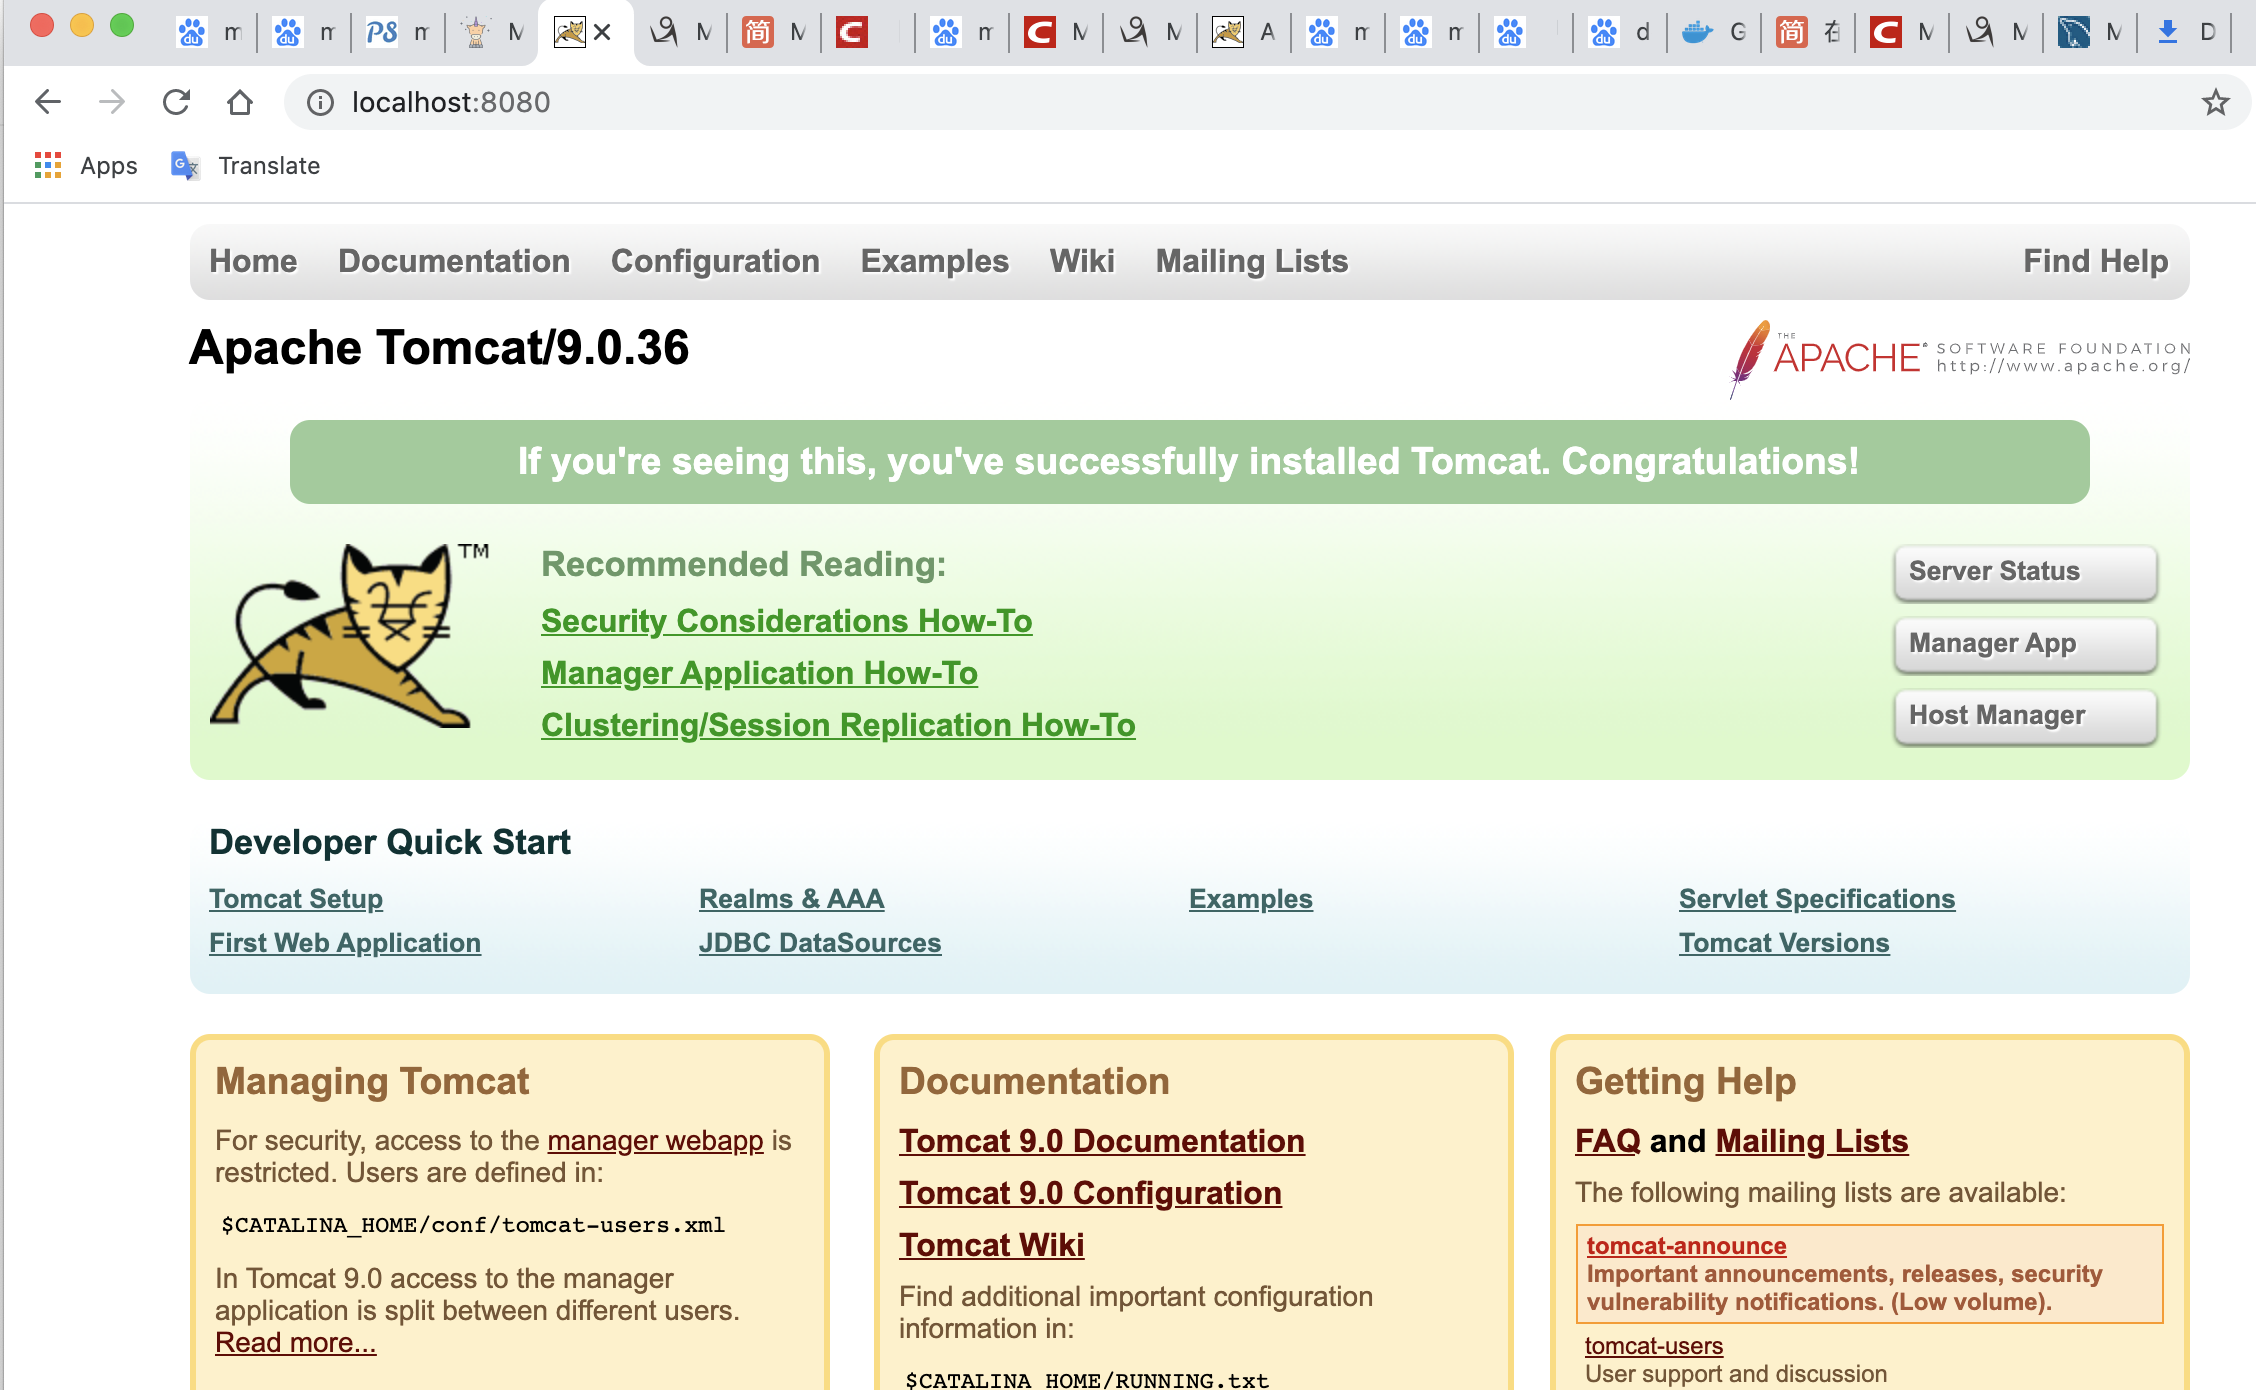 m m P8 m M M 简 M m M M A m m d G 简 在 M M M D
localhost:8080
Apps Translate
Home Documentation Configuration Examples Wiki Mailing Lists Find Help
Apache Tomcat/9.0.36
THE APACHE® SOFTWARE FOUNDATION
http://www.apache.org/
If you're seeing this, you've successfully installed Tomcat. Congratulations!
TM
Recommended Reading:
Security Considerations How-To
Manager Application How-To
Clustering/Session Replication How-To
Server Status
Manager App
Host Manager
Developer Quick Start
Tomcat Setup Realms & AAA Examples Servlet Specifications
First Web Application JDBC DataSources Tomcat Versions
Managing Tomcat
For security, access to the manager webapp is
restricted. Users are defined in:
$CATALINA_HOME/conf/tomcat-users.xml
In Tomcat 9.0 access to the manager
application is split between different users.
Read more...
Documentation
Tomcat 9.0 Documentation
Tomcat 9.0 Configuration
Tomcat Wiki
Find additional important configuration
information in:
$CATALINA_HOME/RUNNING.txt
Getting Help
FAQ and Mailing Lists
The following mailing lists are available:
tomcat-announce
Important announcements, releases, security
vulnerability notifications. (Low volume).
tomcat-users
User support and discussion